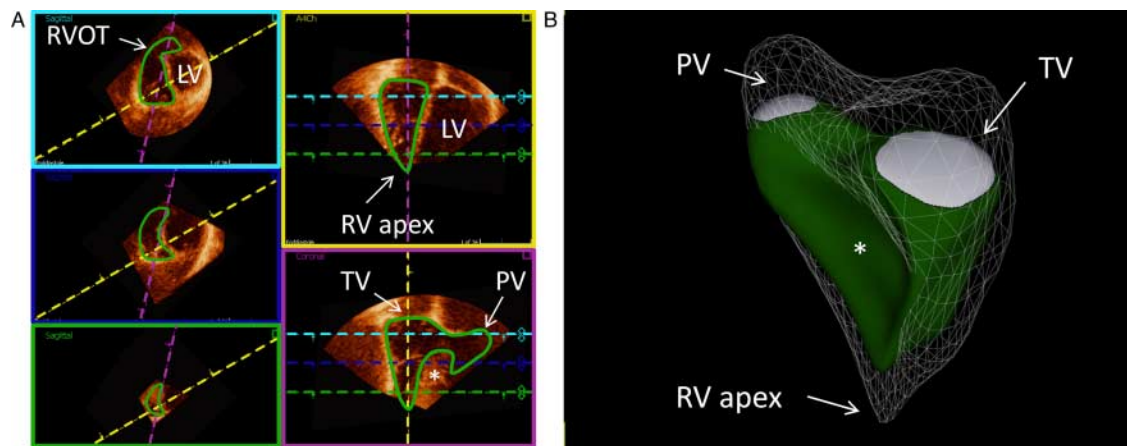 A
Sagittal
RVOT
LV
A4Ch
LV
RV apex
Sagittal
Coronal
TV
PV
*
B
PV
TV
*
RV apex